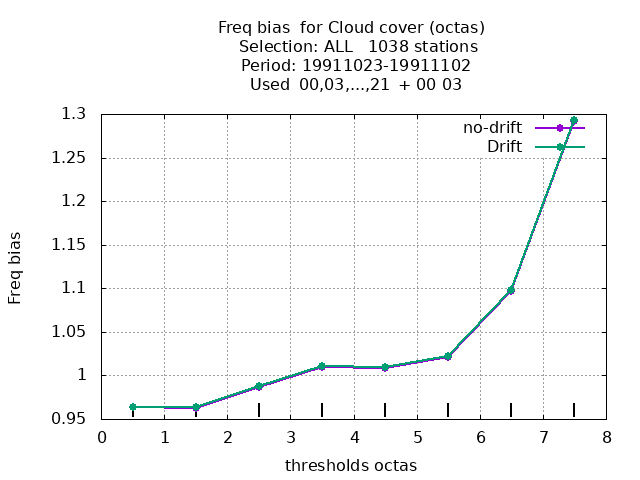 Freq bias  for Cloud cover (octas)
Selection: ALL   1038 stations
Period: 19911023-19911102
Used  00,03,...,21  + 00 03
no-drift
Drift
1.3
1.25
1.2
1.15
1.1
1.05
1
0.95
Freq bias
0 1 2 3 4 5 6 7 8
thresholds octas